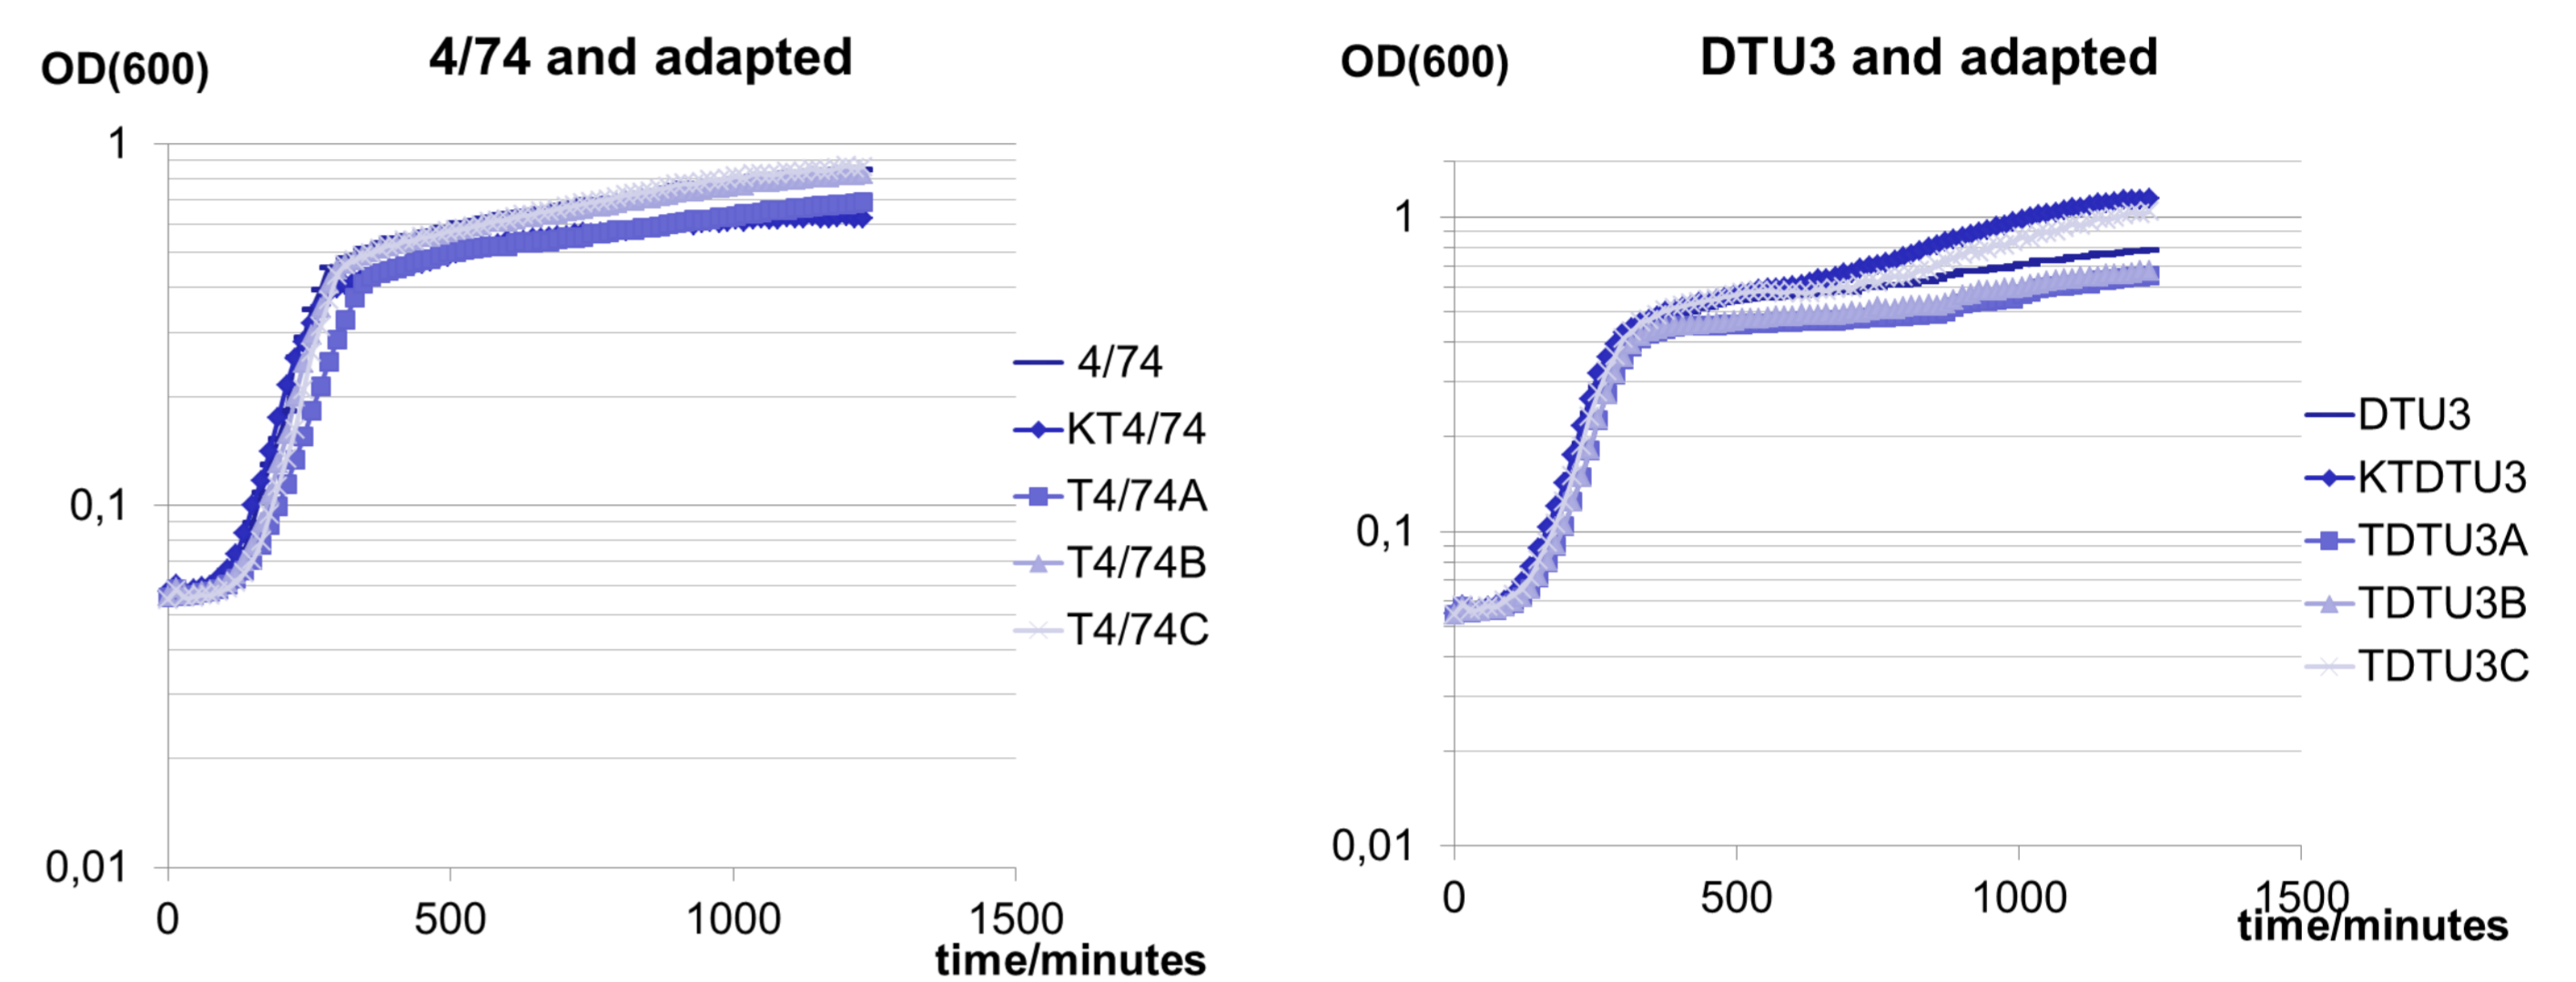 OD(600)
4/74 and adapted
1
0,1
0,01
0
500
1000
1500
time/minutes
4/74
KT4/74
T4/74A
T4/74B
T4/74C
OD(600)
DTU3 and adapted
1
0,1
0,01
0
500
1000
1500
time/minutes
DTU3
KTDTU3
TDTU3A
TDTU3B
TDTU3C